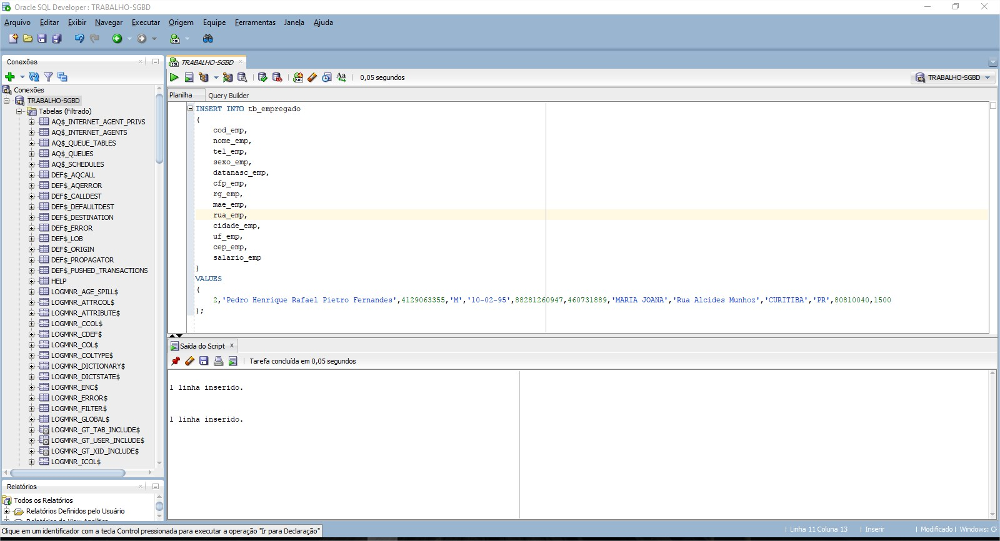 Oracle SQL Developer : TRABALHO-SGBD
Arquivo Editar Exibir Navegar Executar Origem Equipe Ferramentas Janela Ajuda
Conexões
Conexões
TRABALHO-SGBD
Tabelas (Filtrado)
AQ$_INTERNET_AGENT_PRIVS
AQ$_INTERNET_AGENTS
AQ$_QUEUE_TABLES
AQ$_QUEUES
AQ$_SCHEDULES
DEF$_AQCALL
DEF$_AQERROR
DEF$_CALLDEST
DEF$_DEFAULTDEST
DEF$_DESTINATION
DEF$_ERROR
DEF$_LOB
DEF$_ORIGIN
DEF$_PROPAGATOR
DEF$_PUSHED_TRANSACTIONS
HELP
LOGMNR_AGE_SPILL$
LOGMNR_ATTRCOL$
LOGMNR_ATTRIBUTE$
LOGMNR_CCOL$
LOGMNR_CDEF$
LOGMNR_COL$
LOGMNR_COLTYPE$
LOGMNR_DICTIONARY$
LOGMNR_DICTSTATE$
LOGMNR_ENC$
LOGMNR_ERROR$
LOGMNR_FILTER$
LOGMNR_GLOBAL$
LOGMNR_GT_TAB_INCLUDE$
LOGMNR_GT_USER_INCLUDE$
LOGMNR_GT_XID_INCLUDE$
LOGMNR_ICOL$
Relatórios
Todos os Relatórios
Relatórios Definidos pelo Usuário
TRABALHO-SGBD
0,05 segundos
TRABALHO-SGBD
Planilha Query Builder
INSERT INTO tb_empregado
(
cod_emp,
nome_emp,
tel_emp,
sexo_emp,
datanasc_emp,
cfp_emp,
rg_emp,
mae_emp,
rua_emp,
cidade_emp,
uf_emp,
cep_emp,
salario_emp
)
VALUES
(
2,'Pedro Henrique Rafael Pietro Fernandes',4129063355,'M','10-02-95',88281260947,460731889,'MARIA JOANA','Rua Alcides Munhoz','CURITIBA','PR',80810040,1500
);
Saída do Script
Tarefa concluída em 0,05 segundos
1 linha inserido.
1 linha inserido.
Clique em um identificador com a tecla Control pressionada para executar a operação "Ir para Declaração"
Linha 11 Coluna 13 | Inserir | Modificado | Windows: